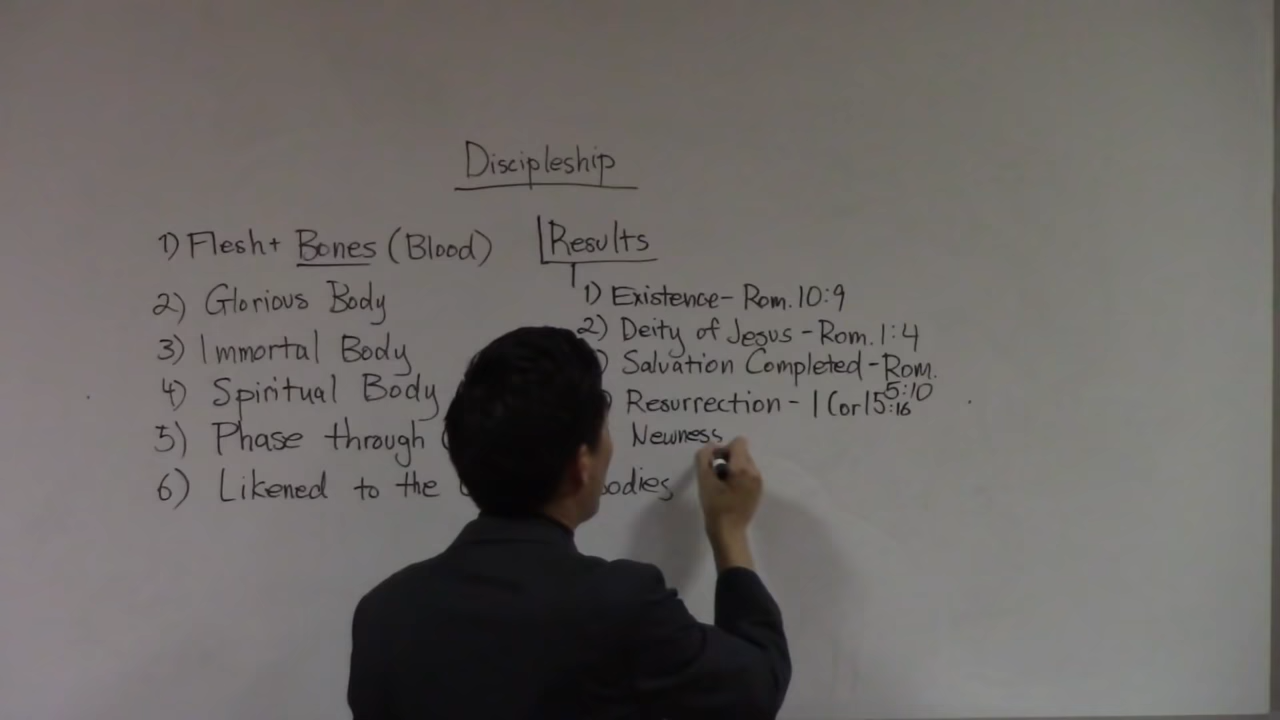 Discipleship
1) Flesh + Bones (Blood)
2) Glorious Body
3) Immortal Body
4) Spiritual Body
5) Phase through
6) Likened to the
Results
1) Existence - Rom. 10:9
2) Deity of Jesus - Rom. 1:4
) Salvation Completed - Rom.
5:10
) Resurrection - 1 Cor 15:16
Newness